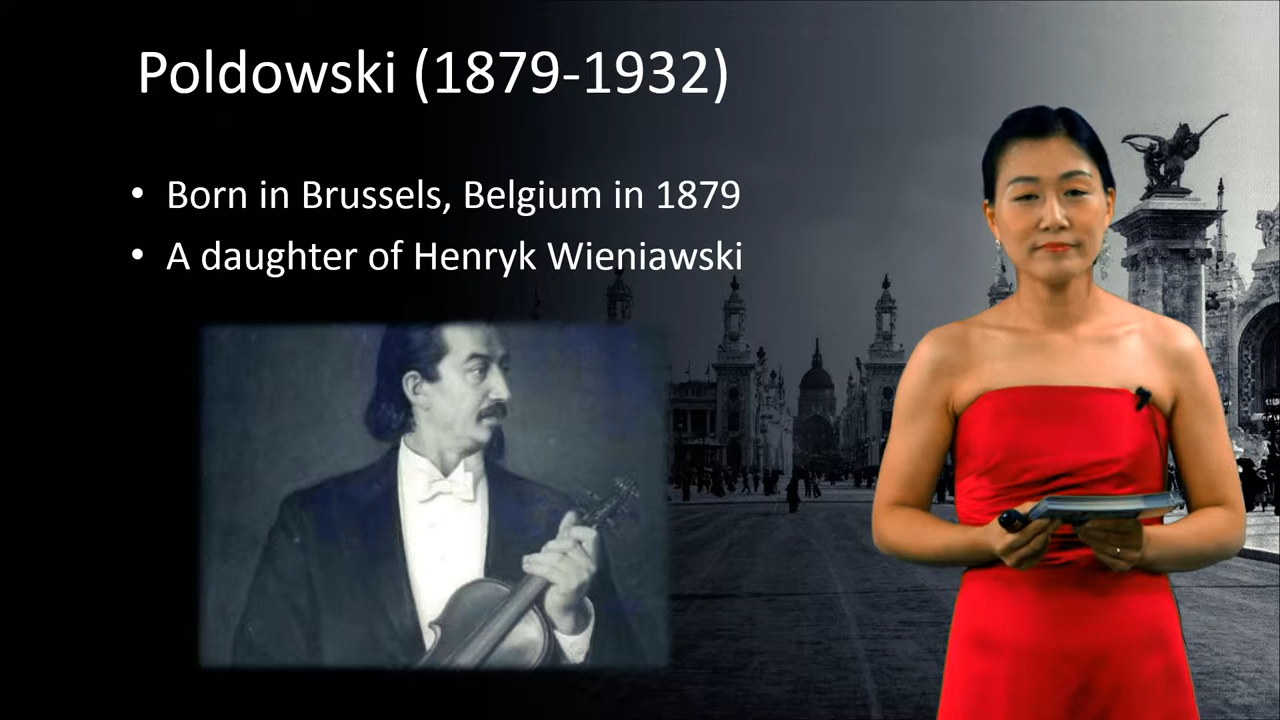 Poldowski (1879-1932)
• Born in Brussels, Belgium in 1879
• A daughter of Henryk Wieniawski